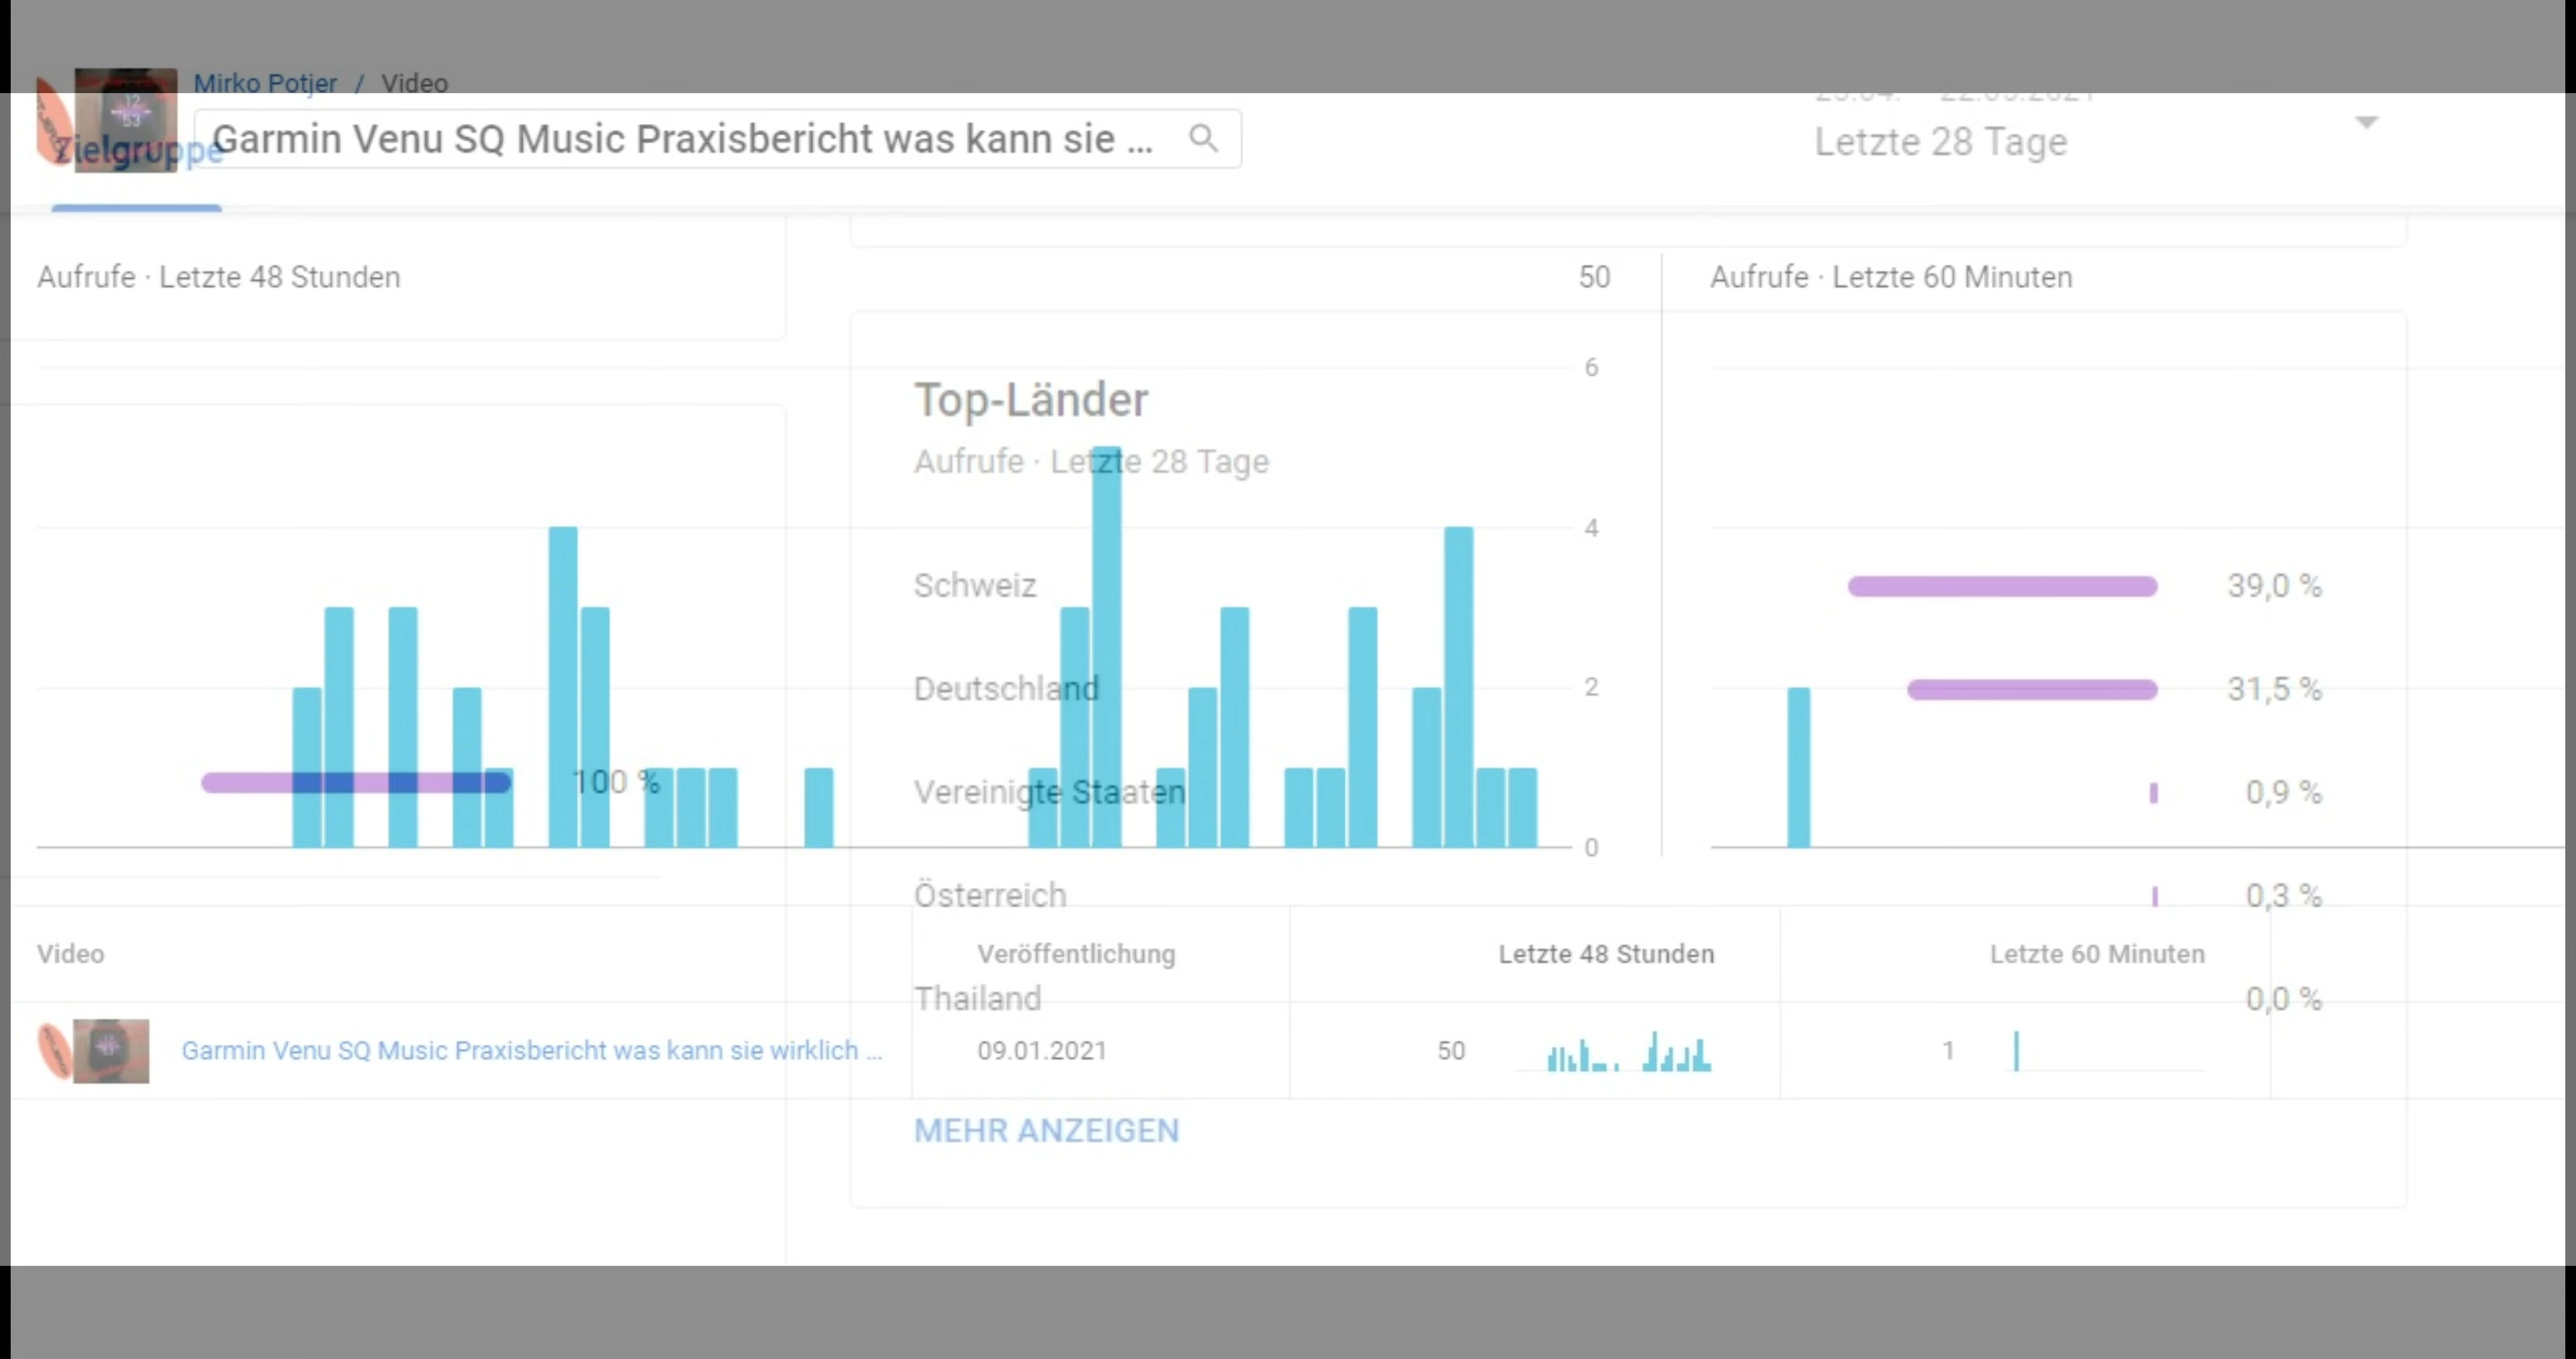 Mirko Potjer / Video
Garmin Venu SQ Music Praxisbericht was kann sie ...
Zielgruppe
Letzte 28 Tage
Aufrufe · Letzte 48 Stunden
50
Aufrufe · Letzte 60 Minuten
6
Top-Länder
Aufrufe · Letzte 28 Tage
4
Schweiz
39,0 %
Deutschland
2
31,5 %
100 %
Vereinigte Staaten
0,9 %
0
Österreich
0,3 %
Video
Veröffentlichung
Letzte 48 Stunden
Letzte 60 Minuten
Thailand
0,0 %
Garmin Venu SQ Music Praxisbericht was kann sie wirklich ...
09.01.2021
50
1
MEHR ANZEIGEN